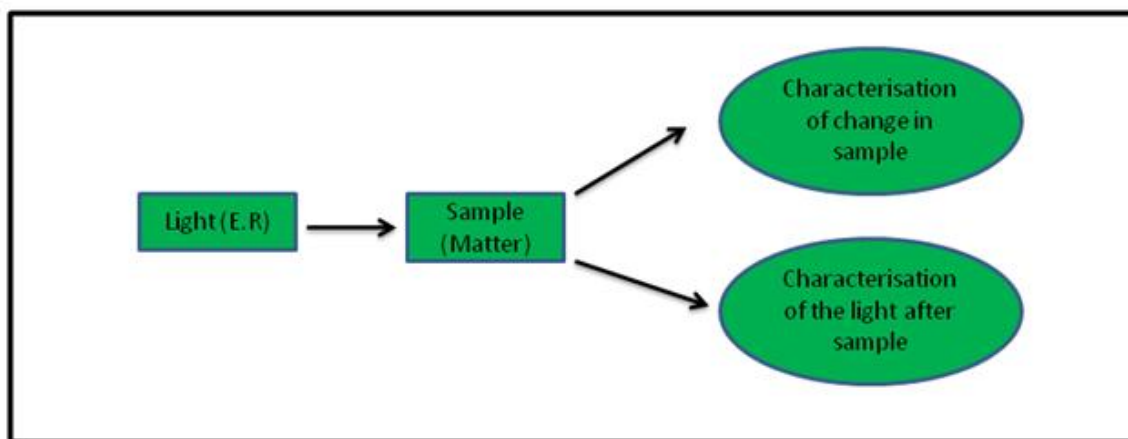 Light (E.R)
Sample
(Matter)
Characterisation
of change in
sample
Characterisation
of the light after
sample